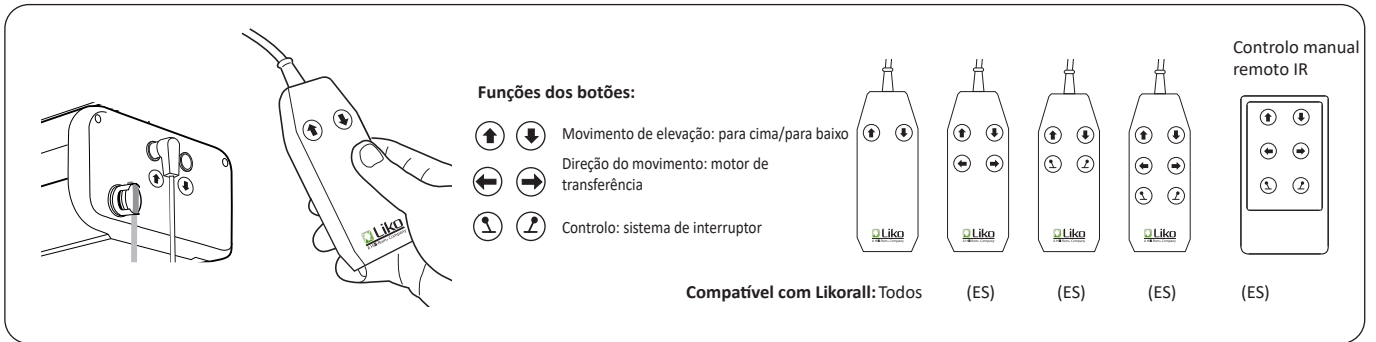 Controlo manual
remoto IR
Funções dos botões:
Movimento de elevação: para cima/para baixo
Direção do movimento: motor de
transferência
Controlo: sistema de interruptor
Liko
Liko
Liko
Liko
Liko
Compatível com Likorall: Todos (ES) (ES) (ES) (ES)